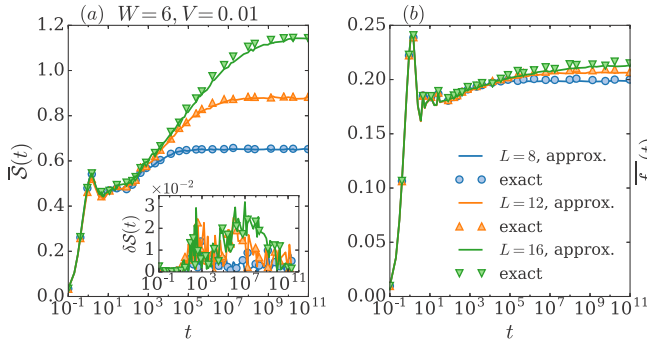 (a) W = 6, V = 0.01
(b)
1.2
1.0
0.8
0.6
0.4
0.2
0.0
S̅(t)
×10⁻²
3
2
1
0
δS(t)
10⁻¹ 10³ 10⁷ 10¹¹
10⁻¹ 10¹ 10³ 10⁵ 10⁷ 10⁹ 10¹¹
t
0.25
0.20
0.15
0.10
0.05
0.00
L = 8, approx.
exact
L = 12, approx.
exact
L = 16, approx.
exact
10⁻¹ 10¹ 10³ 10⁵ 10⁷ 10⁹ 10¹¹
t